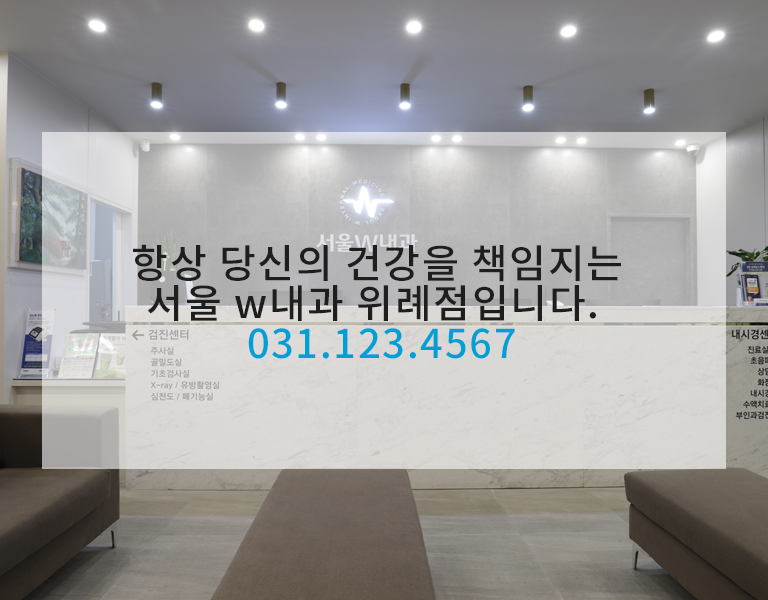 서울W내과
항상 당신의 건강을 책임지는
서울 w내과 위례점입니다.
031.123.4567
← 검진센터
주사실
골밀도실
기초검사실
X-ray / 유방촬영실
심전도 / 폐기능실
내시경센
진료실
초음파
상담
화장
내시경
수액치료
부인과검진